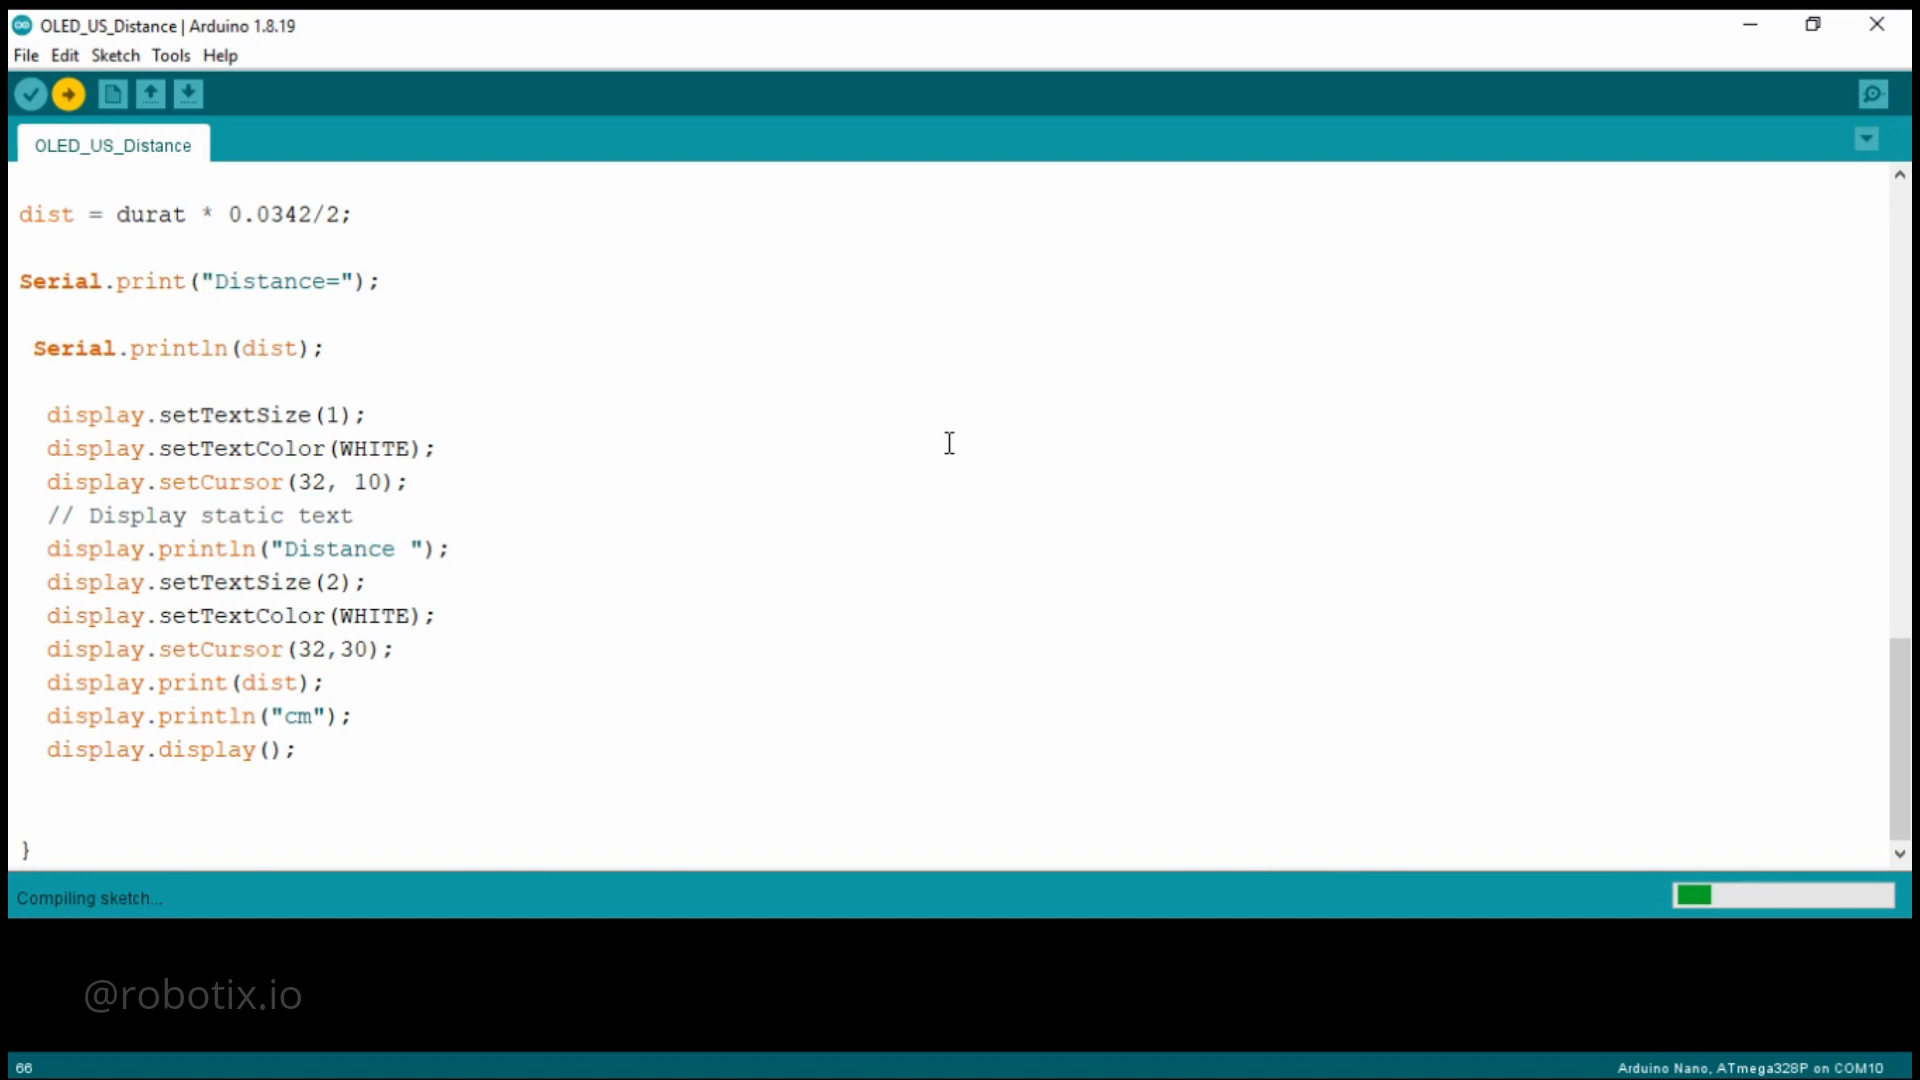 OLED_US_Distance | Arduino 1.8.19
File Edit Sketch Tools Help
OLED_US_Distance
dist = durat * 0.0342/2;
Serial.print("Distance=");
Serial.println(dist);
display.setTextSize(1);
display.setTextColor(WHITE);
display.setCursor(32, 10);
// Display static text
display.println("Distance ");
display.setTextSize(2);
display.setTextColor(WHITE);
display.setCursor(32,30);
display.print(dist);
display.println("cm");
display.display();
}
Compiling sketch...
@robotix.io
66
Arduino Nano, ATmega328P on COM10